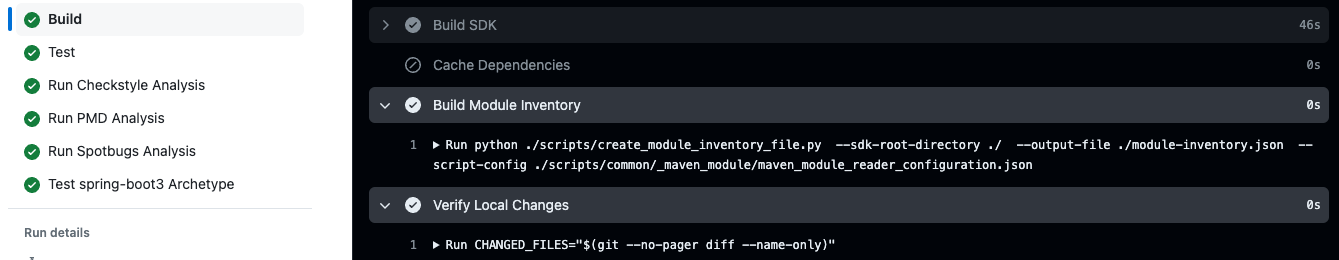 Build
Test
Run Checkstyle Analysis
Run PMD Analysis
Run Spotbugs Analysis
Test spring-boot3 Archetype
Run details
Build SDK 46s
Cache Dependencies 0s
Build Module Inventory 0s
1 ▶ Run python ./scripts/create_module_inventory_file.py  --sdk-root-directory ./  --output-file ./module-inventory.json  --
script-config ./scripts/common/_maven_module/maven_module_reader_configuration.json
Verify Local Changes 0s
1 ▶ Run CHANGED_FILES="$(git --no-pager diff --name-only)"